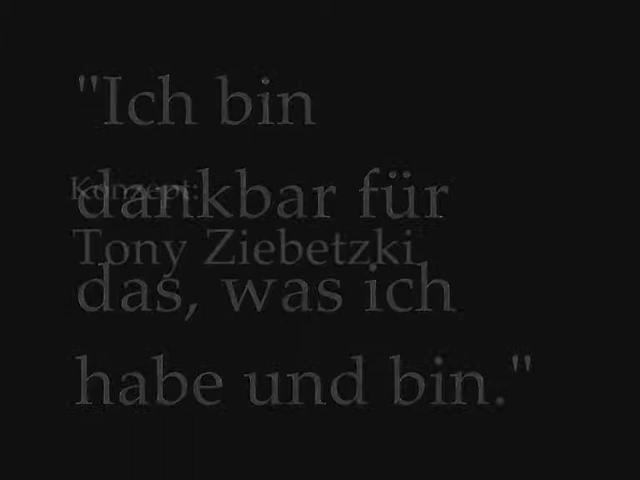 "Ich bin
Konzept:
dankbar für
Tony Ziebetzki
das, was ich
habe und bin."